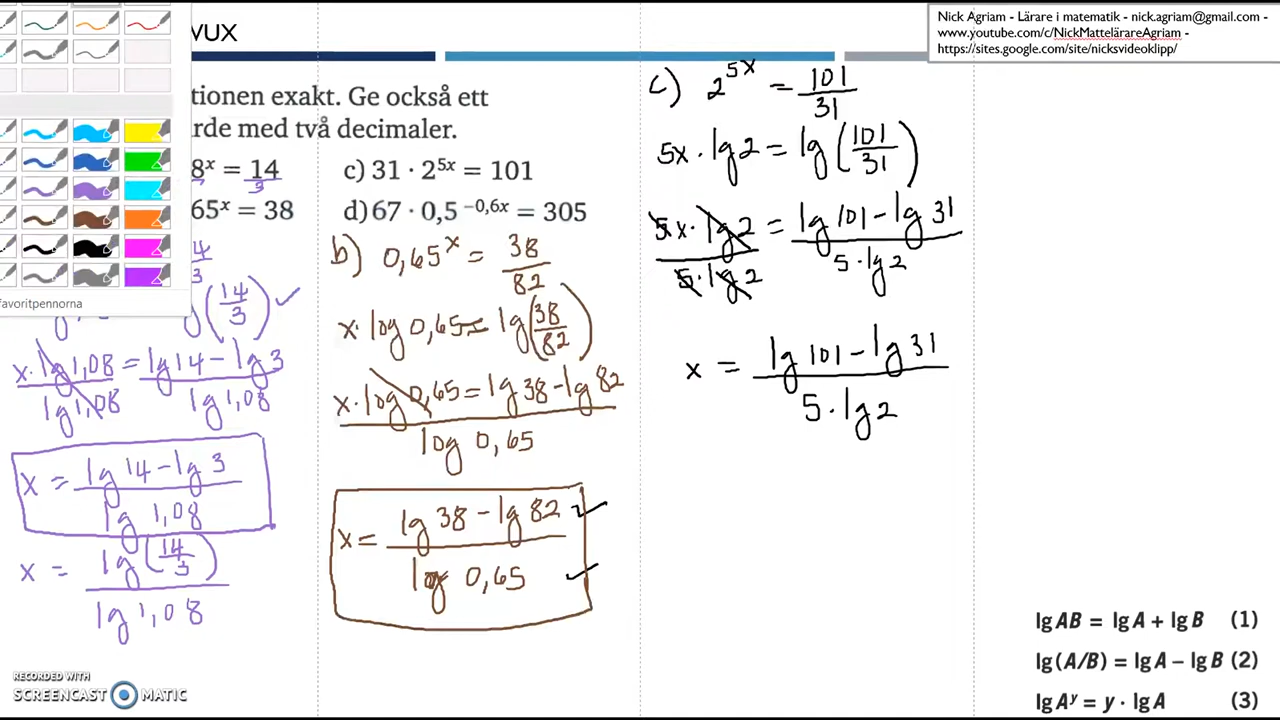 VUX
Nick Agriam - Lärare i matematik - nick.agriam@gmail.com -
www.youtube.com/c/NickMattelärareAgriam -
https://sites.google.com/site/nicksvideoklipp/
tionen exakt. Ge också ett
rde med två decimaler.
8ˣ = 14
3
65ˣ = 38
c) 31 · 2⁵ˣ = 101
d) 67 · 0,5⁻⁰,⁶ˣ = 305
favoritpennorna
4
3
(14/3) ✓
x · lg 1,08 = lg 14 - lg 3
lg 1,08 lg 1,08
x = lg 14 - lg 3
lg 1,08
x = lg (14/3)
lg 1,08
b) 0,65ˣ = 38/82
x · log 0,65 = lg (38/82)
x · log 0,65 = lg 38 - lg 82
log 0,65
x = lg 38 - lg 82 ✓
log 0,65 ✓
c) 2⁵ˣ = 101/31
5x · lg 2 = lg (101/31)
5x · lg 2 = lg 101 - lg 31
5 · lg 2 5 · lg 2
x = lg 101 - lg 31
5 · lg 2
lg AB = lg A + lg B (1)
lg (A/B) = lg A − lg B (2)
lg Aʸ = y · lg A (3)
RECORDED WITH
SCREENCAST MATIC